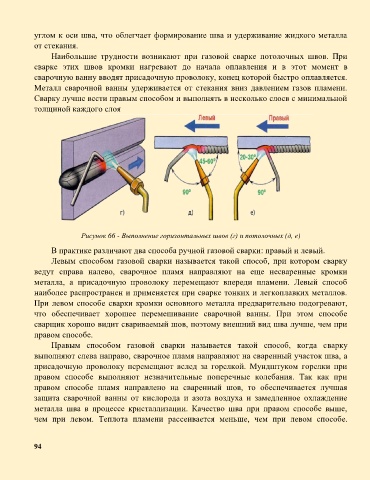 углом к оси шва, что облегчает формирование шва и удерживание жидкого металла
от стекания.
Наибольшие трудности возникают при газовой сварке потолочных швов. При
сварке этих швов кромки нагревают до начала оплавления и в этот момент в
сварочную ванну вводят присадочную проволоку, конец которой быстро оплавляется.
Металл сварочной ванны удерживается от стекания вниз давлением газов пламени.
Сварку лучше вести правым способом и выполнять в несколько слоев с минимальной
толщиной каждого слоя
Левый Правый
45-60° 20-30°
90° 90°
г) д) е)
Рисунок 66 - Выполнение горизонтальных швов (г) и потолочных (д, е)
В практике различают два способа ручной газовой сварки: правый и левый.
Левым способом газовой сварки называется такой способ, при котором сварку
ведут справа налево, сварочное пламя направляют на еще несваренные кромки
металла, а присадочную проволоку перемещают впереди пламени. Левый способ
наиболее распространен и применяется при сварке тонких и легкоплавких металлов.
При левом способе сварки кромки основного металла предварительно подогревают,
что обеспечивает хорошее перемешивание сварочной ванны. При этом способе
сварщик хорошо видит свариваемый шов, поэтому внешний вид шва лучше, чем при
правом способе.
Правым способом газовой сварки называется такой способ, когда сварку
выполняют слева направо, сварочное пламя направляют на сваренный участок шва, а
присадочную проволоку перемещают вслед за горелкой. Мундштуком горелки при
правом способе выполняют незначительные поперечные колебания. Так как при
правом способе пламя направлено на сваренный шов, то обеспечивается лучшая
защита сварочной ванны от кислорода и азота воздуха и замедленное охлаждение
металла шва в процессе кристаллизации. Качество шва при правом способе выше,
чем при левом. Теплота пламени рассеивается меньше, чем при левом способе.
94